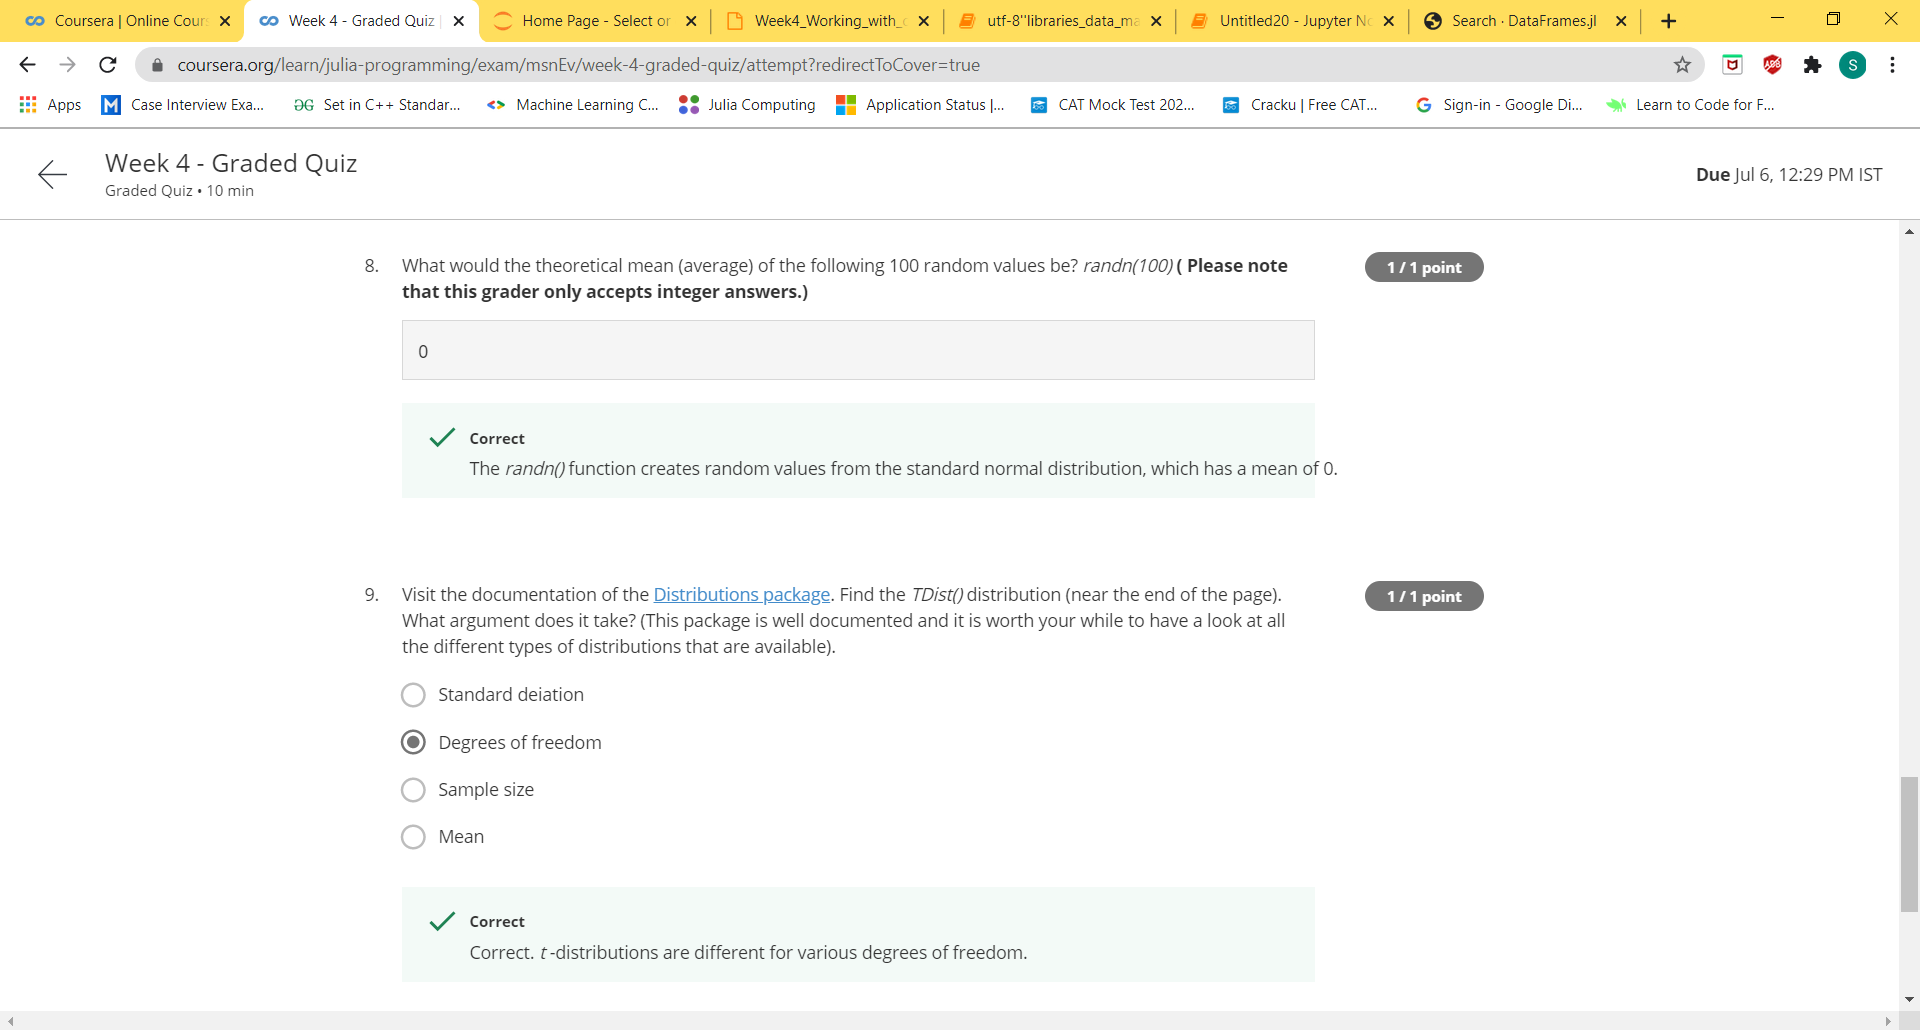 Coursera | Online Cours
Week 4 - Graded Quiz |
Home Page - Select or
Week4_Working_with_
utf-8"libraries_data_ma
Untitled20 - Jupyter No
Search · DataFrames.jl
coursera.org/learn/julia-programming/exam/msnEv/week-4-graded-quiz/attempt?redirectToCover=true
S
Apps
Case Interview Exa...
Set in C++ Standar...
Machine Learning C...
Julia Computing
Application Status |...
CAT Mock Test 202...
Cracku | Free CAT...
Sign-in - Google Di...
Learn to Code for F...
Week 4 - Graded Quiz
Graded Quiz • 10 min
Due Jul 6, 12:29 PM IST
8. What would the theoretical mean (average) of the following 100 random values be? randn(100) ( Please note
that this grader only accepts integer answers.)
1 / 1 point
0
Correct
The randn() function creates random values from the standard normal distribution, which has a mean of 0.
9. Visit the documentation of the Distributions package. Find the TDist() distribution (near the end of the page).
What argument does it take? (This package is well documented and it is worth your while to have a look at all
the different types of distributions that are available).
1 / 1 point
Standard deiation
Degrees of freedom
Sample size
Mean
Correct
Correct. t -distributions are different for various degrees of freedom.